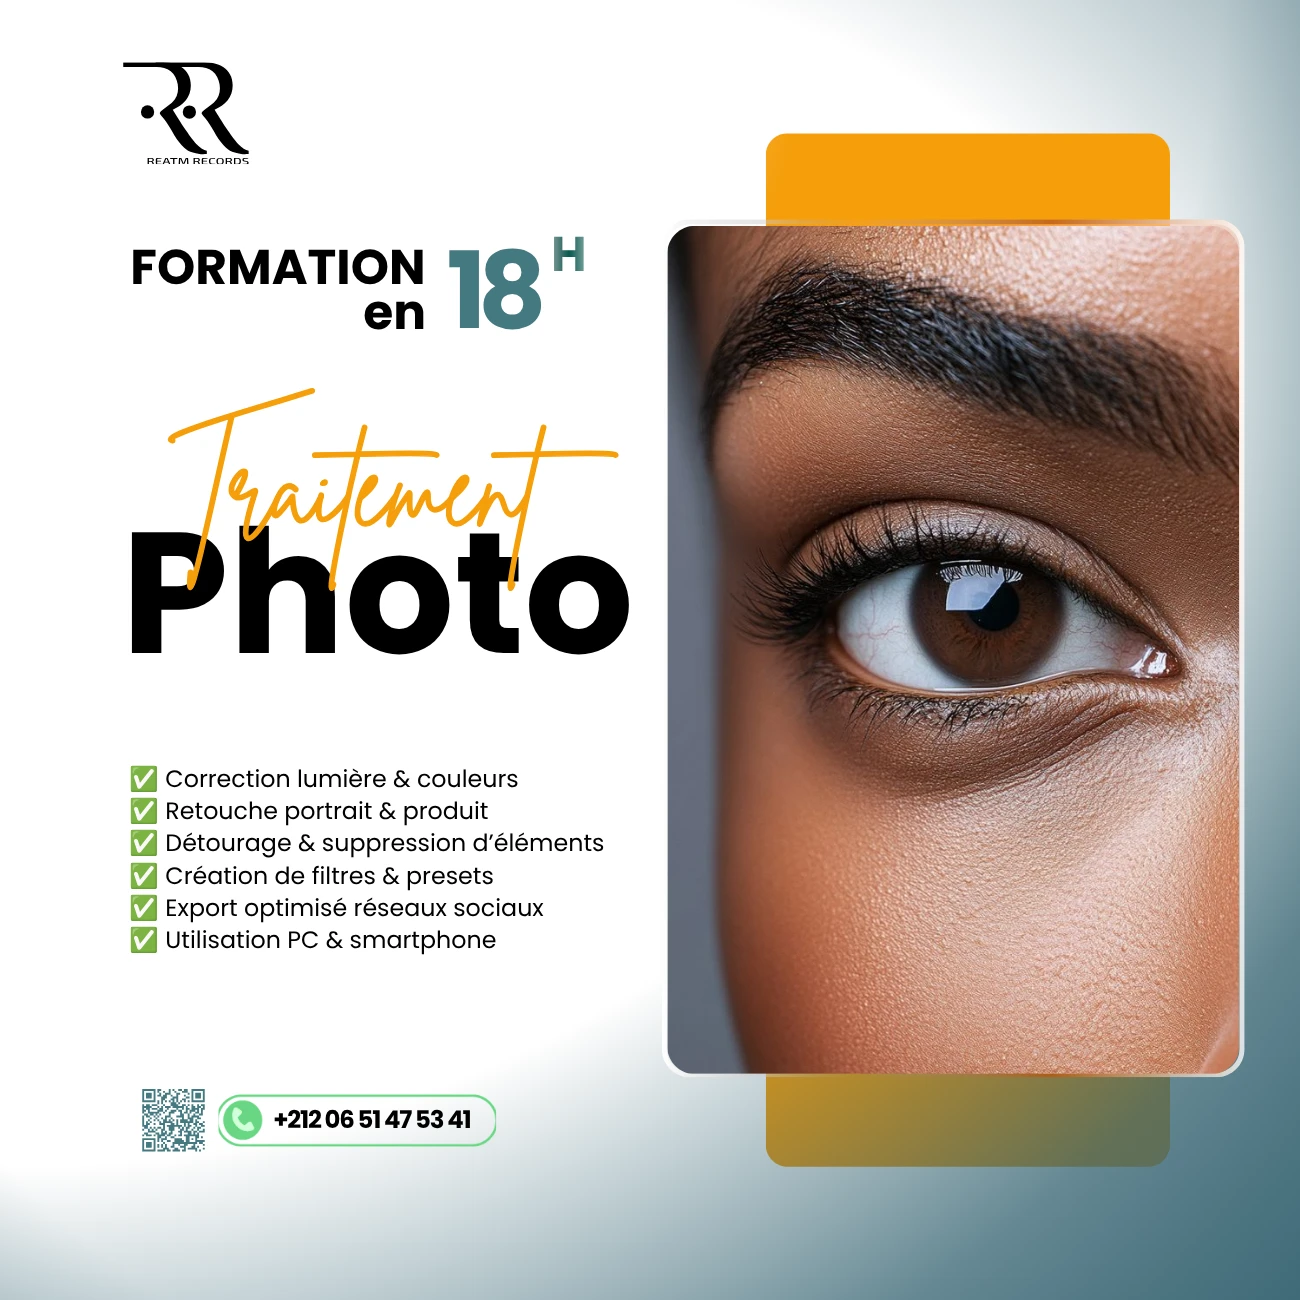 REATM RECORDS
FORMATION
en 18 H
Traitement
Photo
✅ Correction lumière & couleurs
✅ Retouche portrait & produit
✅ Détourage & suppression d’éléments
✅ Création de filtres & presets
✅ Export optimisé réseaux sociaux
✅ Utilisation PC & smartphone
+212 06 51 47 53 41